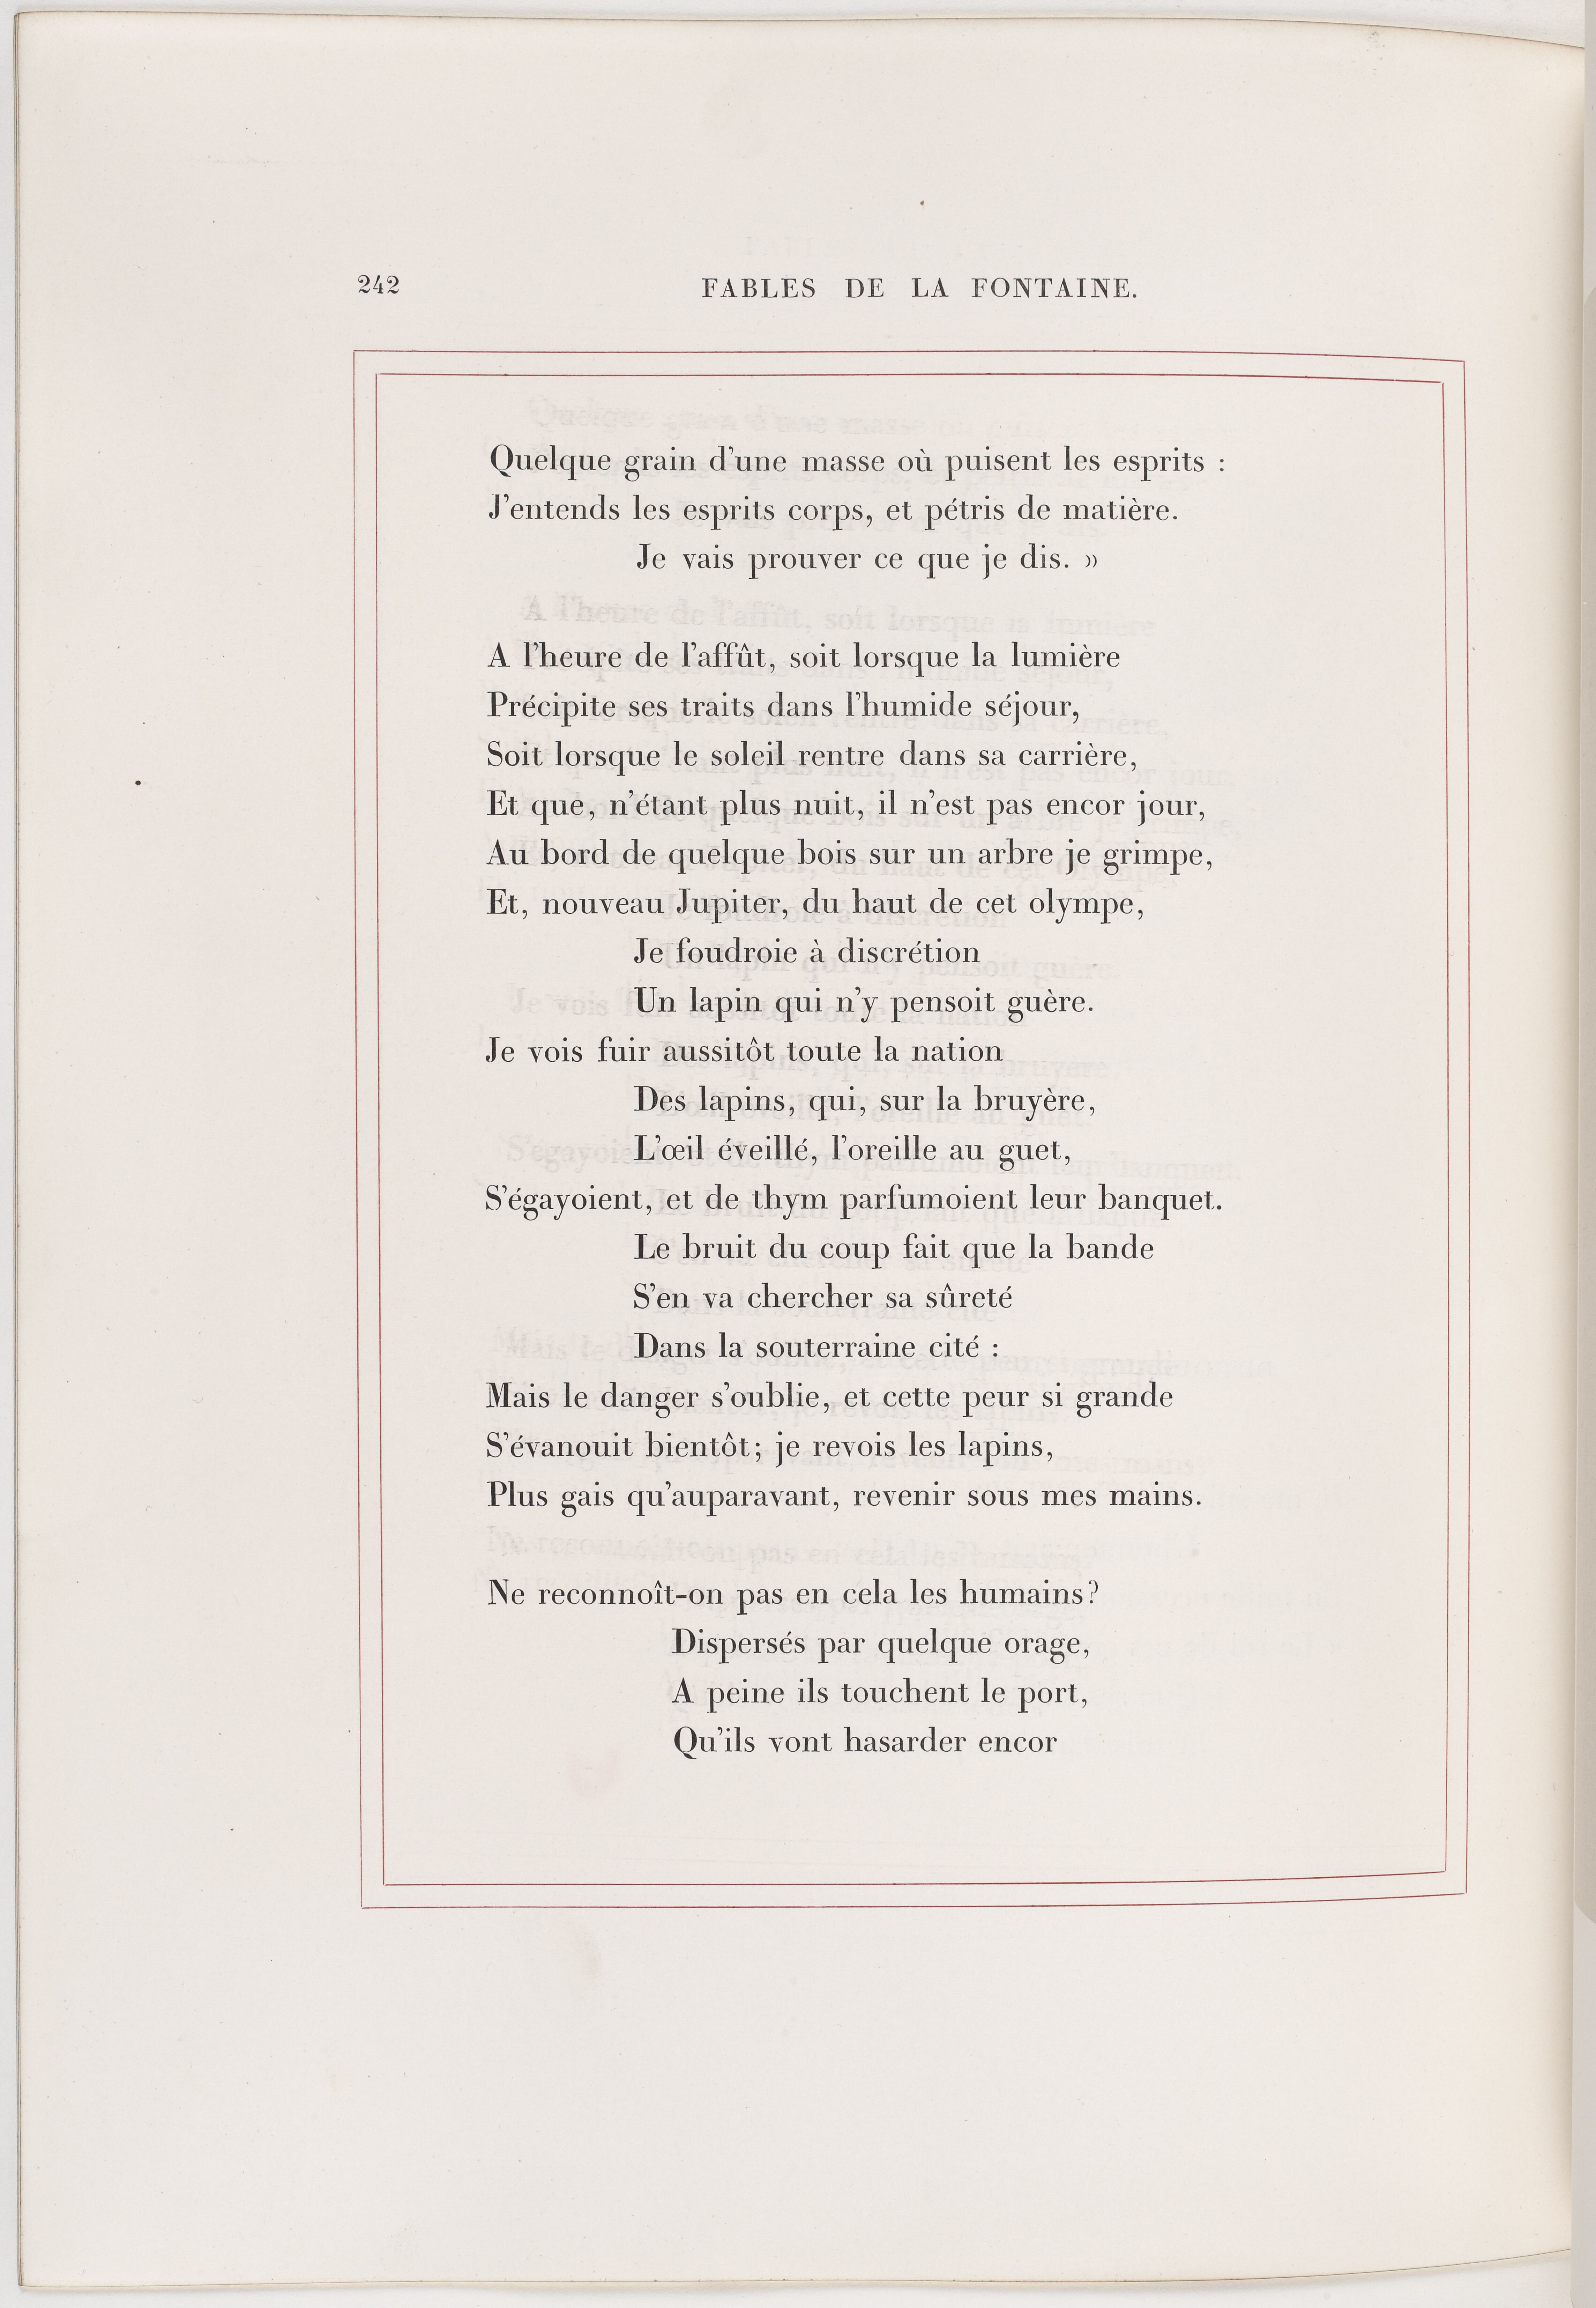 242
FABLES DE LA FONTAINE.
Quelque grain d'une masse où puisent les esprits :
J'entends les esprits corps, et pétris de matière.
Je vais prouver ce que je dis. »
A l'heure de l'affût, soit lorsque la lumière
Précipite ses traits dans l'humide séjour,
Soit lorsque le soleil rentre dans sa carrière,
Et que, n'étant plus nuit, il n'est pas encor jour,
Au bord de quelque bois sur un arbre je grimpe,
Et, nouveau Jupiter, du haut de cet olympe,
Je foudroie à discrétion
Un lapin qui n'y pensoit guère.
Je vois fuir aussitôt toute la nation
Des lapins, qui, sur la bruyère,
L'œil éveillé, l'oreille au guet,
S'égayoient, et de thym parfumoient leur banquet.
Le bruit du coup fait que la bande
S'en va chercher sa sûreté
Dans la souterraine cité :
Mais le danger s'oublie, et cette peur si grande
S'évanouit bientôt; je revois les lapins,
Plus gais qu'auparavant, revenir sous mes mains.
Ne reconnoît-on pas en cela les humains?
Dispersés par quelque orage,
A peine ils touchent le port,
Qu'ils vont hasarder encor